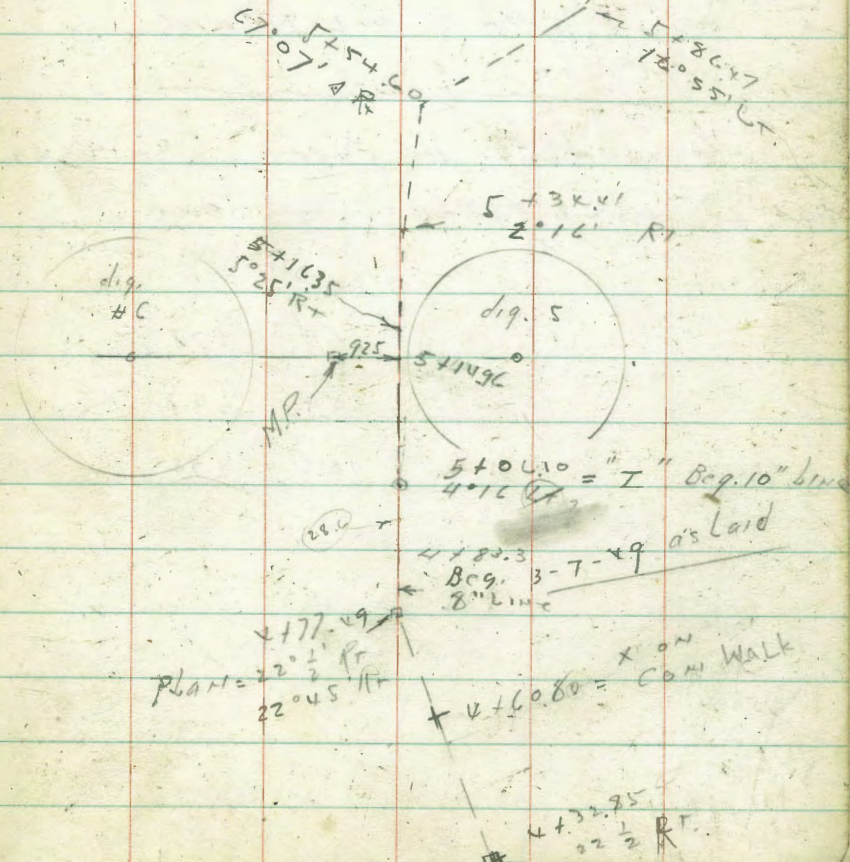 5+54.60
67°07' Δ Rt
5+86.47
12°55' Lt
5+34.41
2°16' Rt.
5+16.35
5°25' Rt
dig.
#6
dig. 5
9.25
5+14.96
M.P.
5+06.10 = "I" Beg. 10" Line
4°16
28.6
as Laid
4+83.3
Beg. 3-7-49
8" Line
4+77.49
22°½' Rt
Plan = 22°45' Rt
4+60.80 = X ON
CON WALK
4+32.85
22½ Rt.